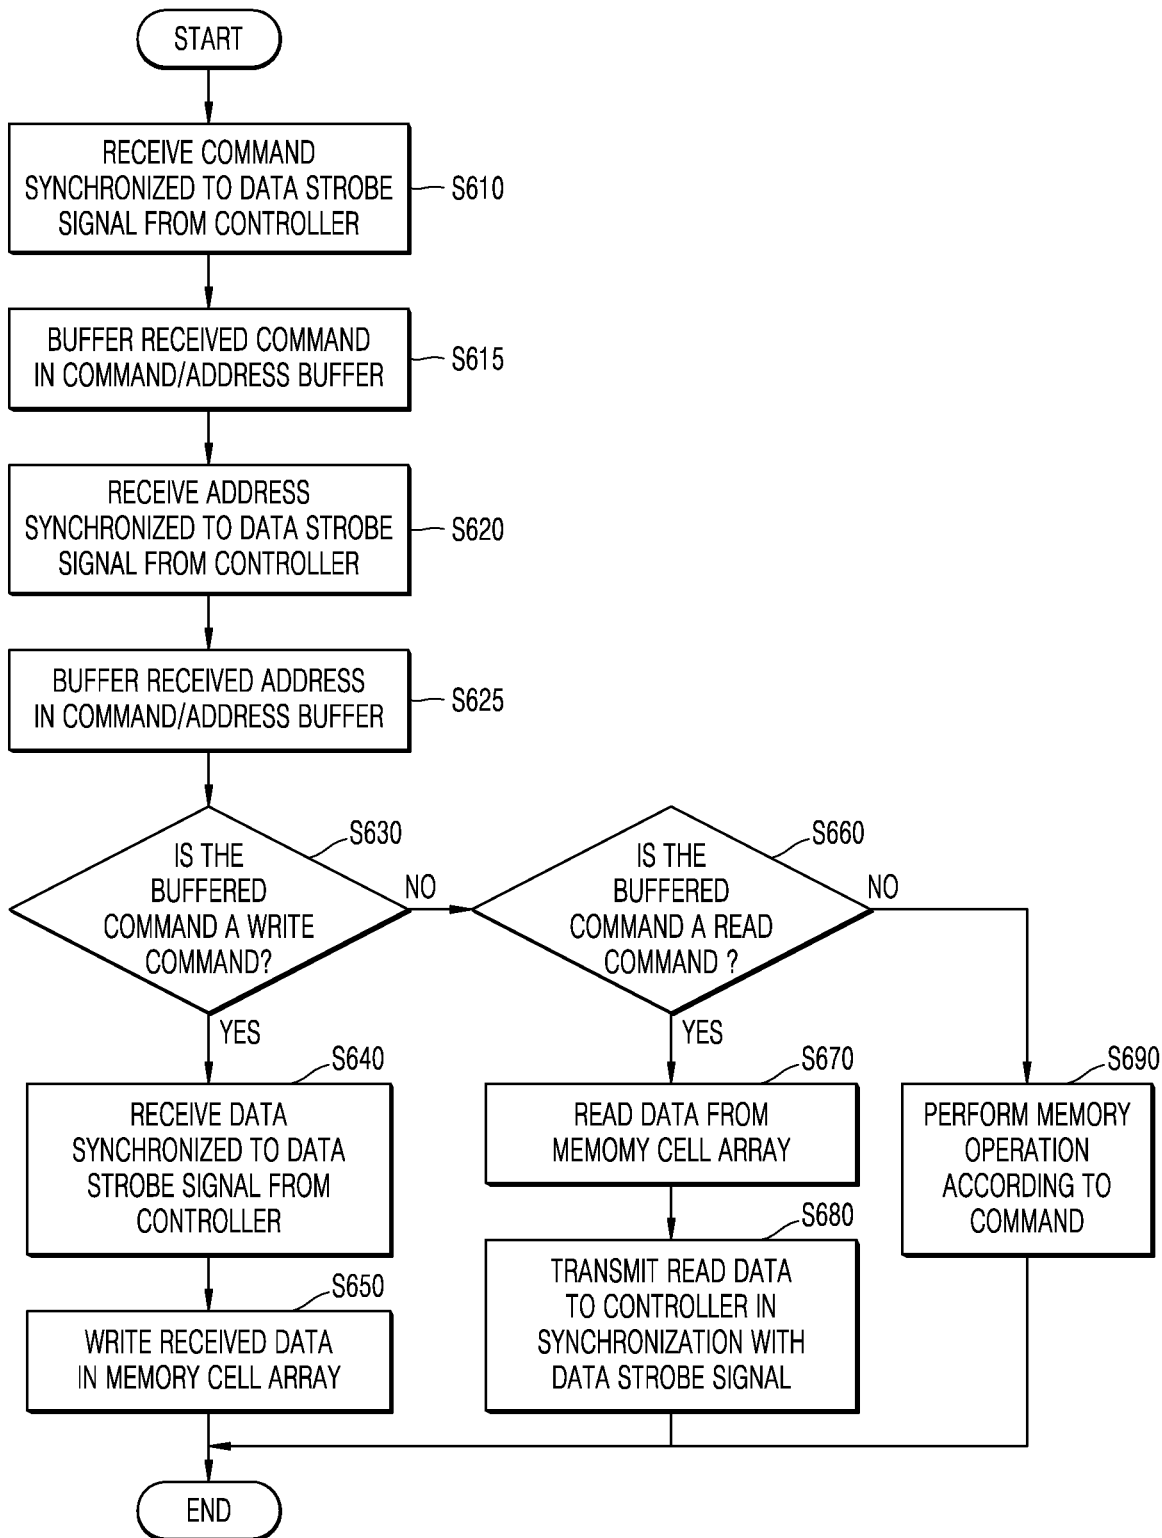 START
RECEIVE COMMAND
SYNCHRONIZED TO DATA STROBE
SIGNAL FROM CONTROLLER
S610
BUFFER RECEIVED COMMAND
IN COMMAND/ADDRESS BUFFER
S615
RECEIVE ADDRESS
SYNCHRONIZED TO DATA STROBE
SIGNAL FROM CONTROLLER
S620
BUFFER RECEIVED ADDRESS
IN COMMAND/ADDRESS BUFFER
S625
S630
IS THE
BUFFERED
COMMAND A WRITE
COMMAND?
NO
YES
S660
IS THE
BUFFERED
COMMAND A READ
COMMAND ?
NO
YES
S640
RECEIVE DATA
SYNCHRONIZED TO DATA
STROBE SIGNAL FROM
CONTROLLER
S650
WRITE RECEIVED DATA
IN MEMORY CELL ARRAY
S670
READ DATA FROM
MEMOMY CELL ARRAY
S680
TRANSMIT READ DATA
TO CONTROLLER IN
SYNCHRONIZATION WITH
DATA STROBE SIGNAL
S690
PERFORM MEMORY
OPERATION
ACCORDING TO
COMMAND
END